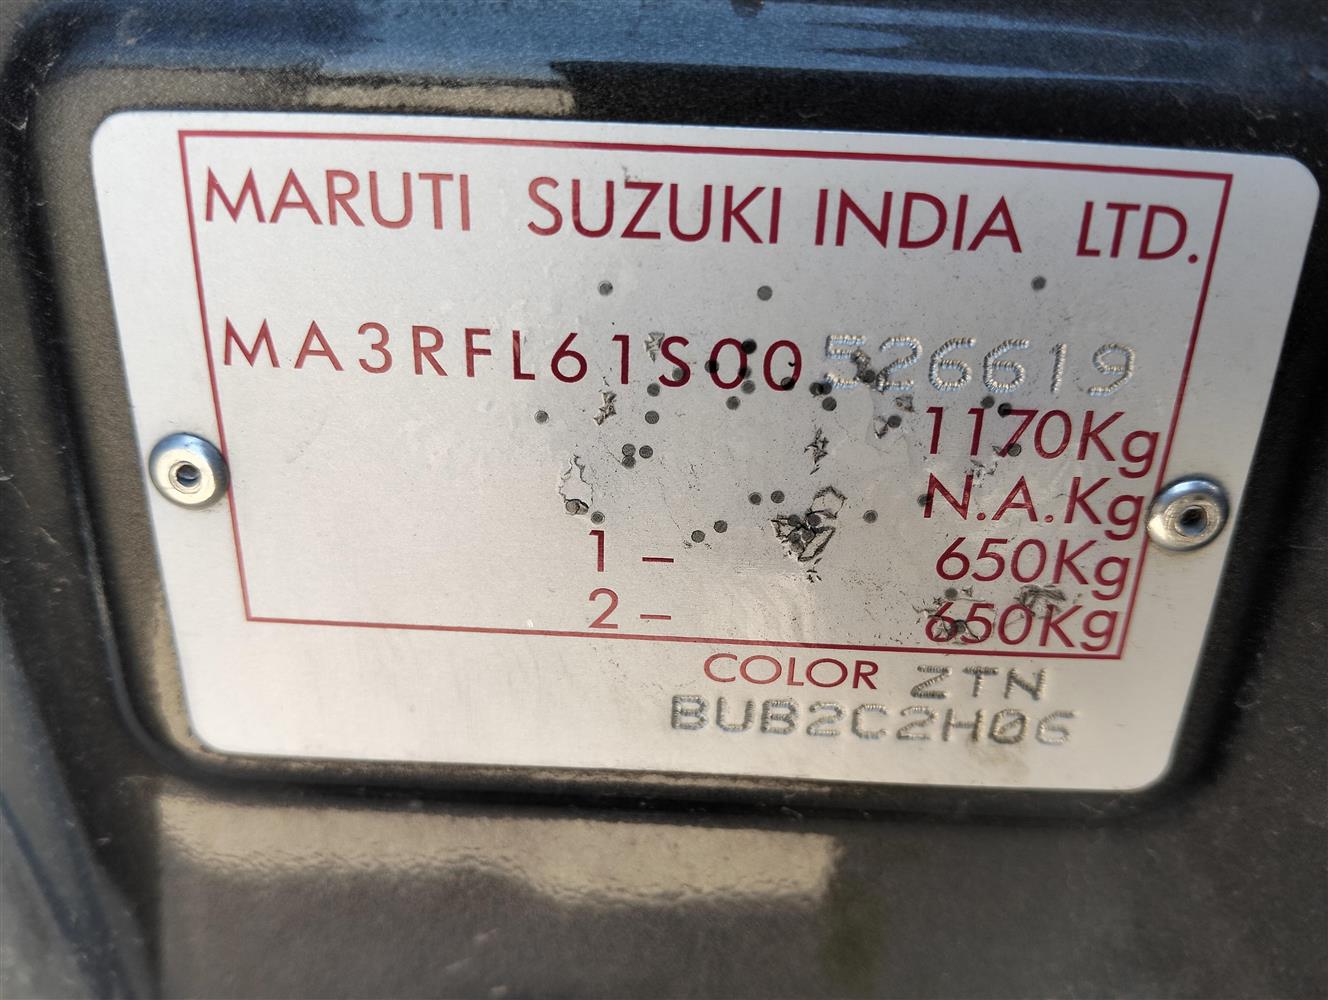 MARUTI SUZUKI INDIA LTD.
MA3RFL61S00526619
1170Kg
N.A.Kg
1 - 650Kg
2 - 650Kg
COLOR ZTN
BUB2C2H06